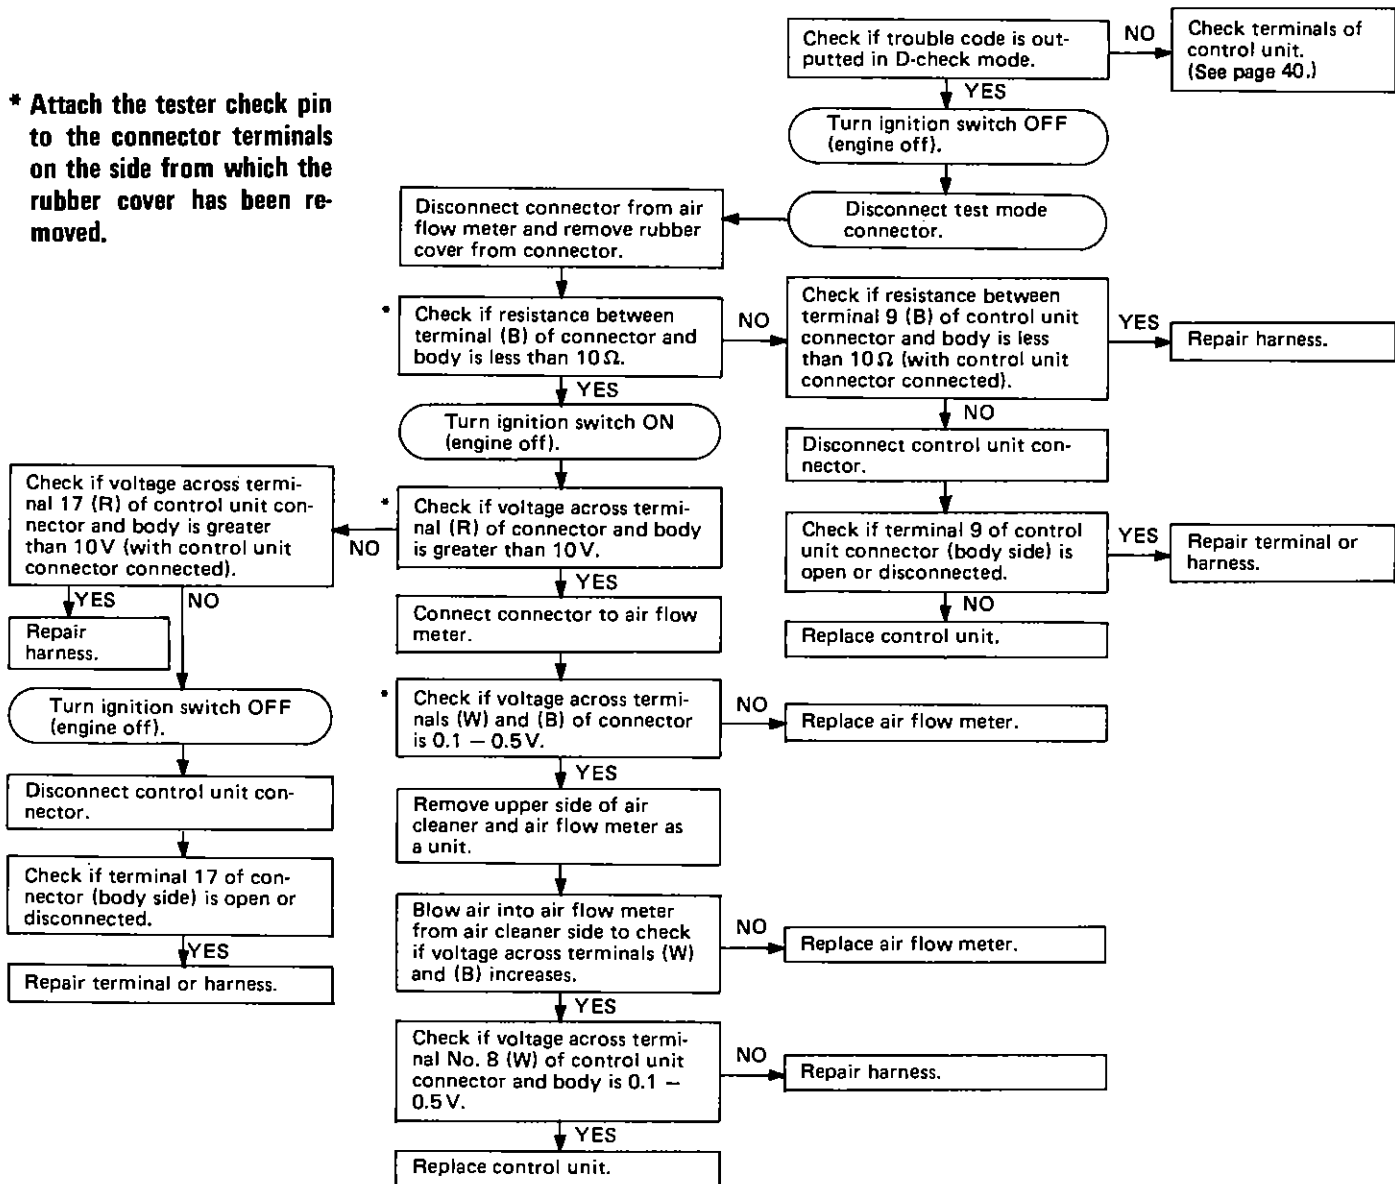 * Attach the tester check pin
to the connector terminals
on the side from which the
rubber cover has been re-
moved.
Check if trouble code is out-
putted in D-check mode.
NO
Check terminals of
control unit.
(See page 40.)
YES
Turn ignition switch OFF
(engine off).
Disconnect test mode
connector.
Disconnect connector from air
flow meter and remove rubber
cover from connector.
*
Check if resistance between
terminal (B) of connector and
body is less than 10Ω.
NO
Check if resistance between
terminal 9 (B) of control unit
connector and body is less
than 10Ω (with control unit
connector connected).
YES
Repair harness.
NO
Disconnect control unit con-
nector.
Check if terminal 9 of control
unit connector (body side) is
open or disconnected.
YES
Repair terminal or
harness.
NO
Replace control unit.
YES
Turn ignition switch ON
(engine off).
*
Check if voltage across termi-
nal (R) of connector and body
is greater than 10V.
NO
Check if voltage across termi-
nal 17 (R) of control unit con-
nector and body is greater
than 10V (with control unit
connector connected).
YES
Repair
harness.
NO
Turn ignition switch OFF
(engine off).
Disconnect control unit con-
nector.
Check if terminal 17 of con-
nector (body side) is open or
disconnected.
YES
Repair terminal or harness.
YES
Connect connector to air flow
meter.
*
Check if voltage across termi-
nals (W) and (B) of connector
is 0.1 – 0.5V.
NO
Replace air flow meter.
YES
Remove upper side of air
cleaner and air flow meter as
a unit.
Blow air into air flow meter
from air cleaner side to check
if voltage across terminals (W)
and (B) increases.
NO
Replace air flow meter.
YES
Check if voltage across termi-
nal No. 8 (W) of control unit
connector and body is 0.1 –
0.5V.
NO
Repair harness.
YES
Replace control unit.